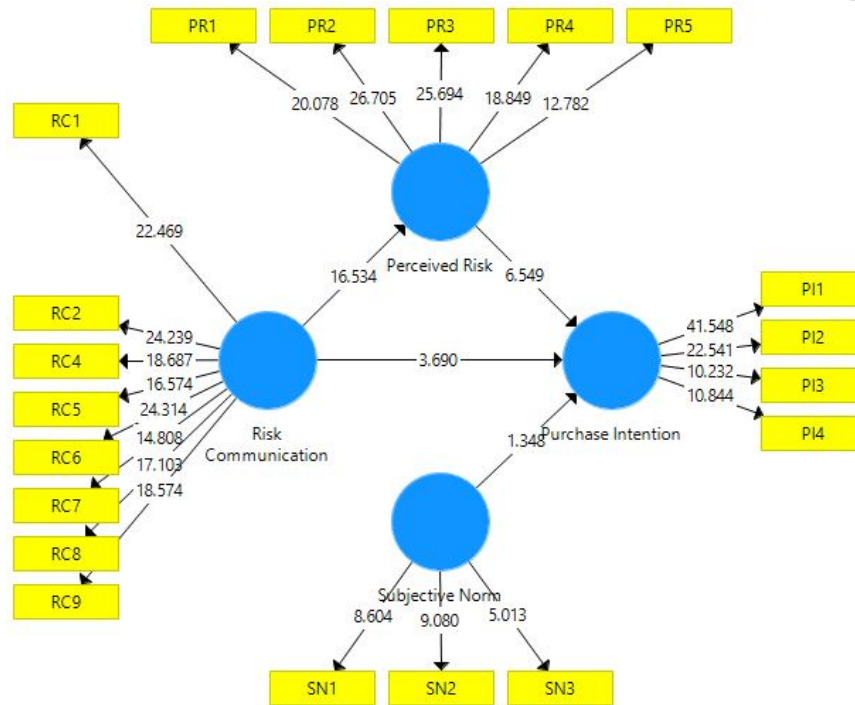 PR1 PR2 PR3 PR4 PR5
20.078 26.705 25.694 18.849 12.782
RC1
22.469
Perceived Risk
16.534 6.549
RC2
RC4
RC5
RC6
RC7
RC8
RC9
24.239
18.687
16.574
24.314
14.808
17.103
18.574
Risk
Communication
3.690
Purchase Intention
1.348
41.548
22.541
10.232
10.844
PI1
PI2
PI3
PI4
Subjective Norm
8.604 9.080 5.013
SN1 SN2 SN3